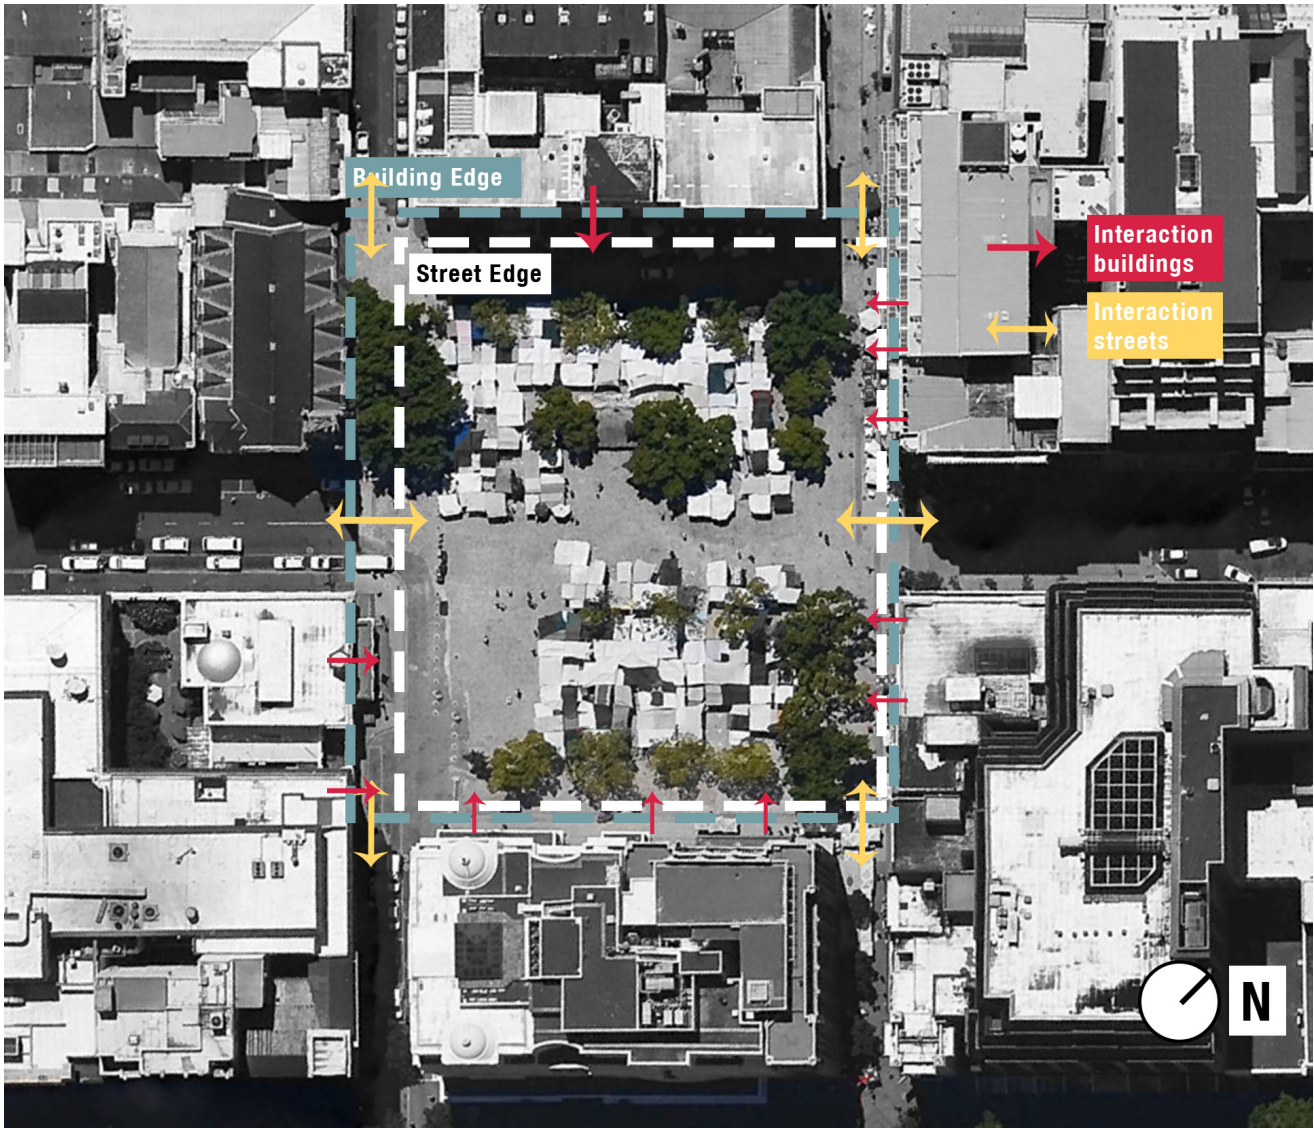 Building Edge
Street Edge
Interaction
buildings
Interaction
streets
N